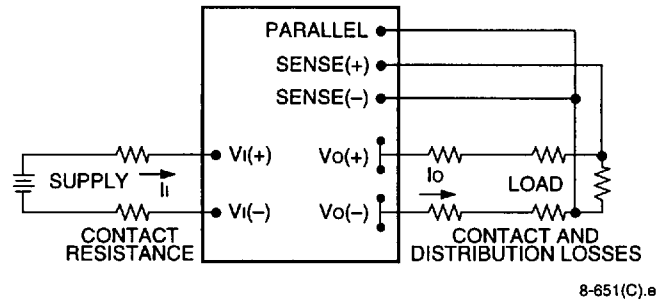 PARALLEL
SENSE(+)
SENSE(–)
VI(+)
VO(+)
SUPPLY
II
IO
LOAD
VI(–)
VO(–)
CONTACT
RESISTANCE
CONTACT AND
DISTRIBUTION LOSSES
8-651(C).e